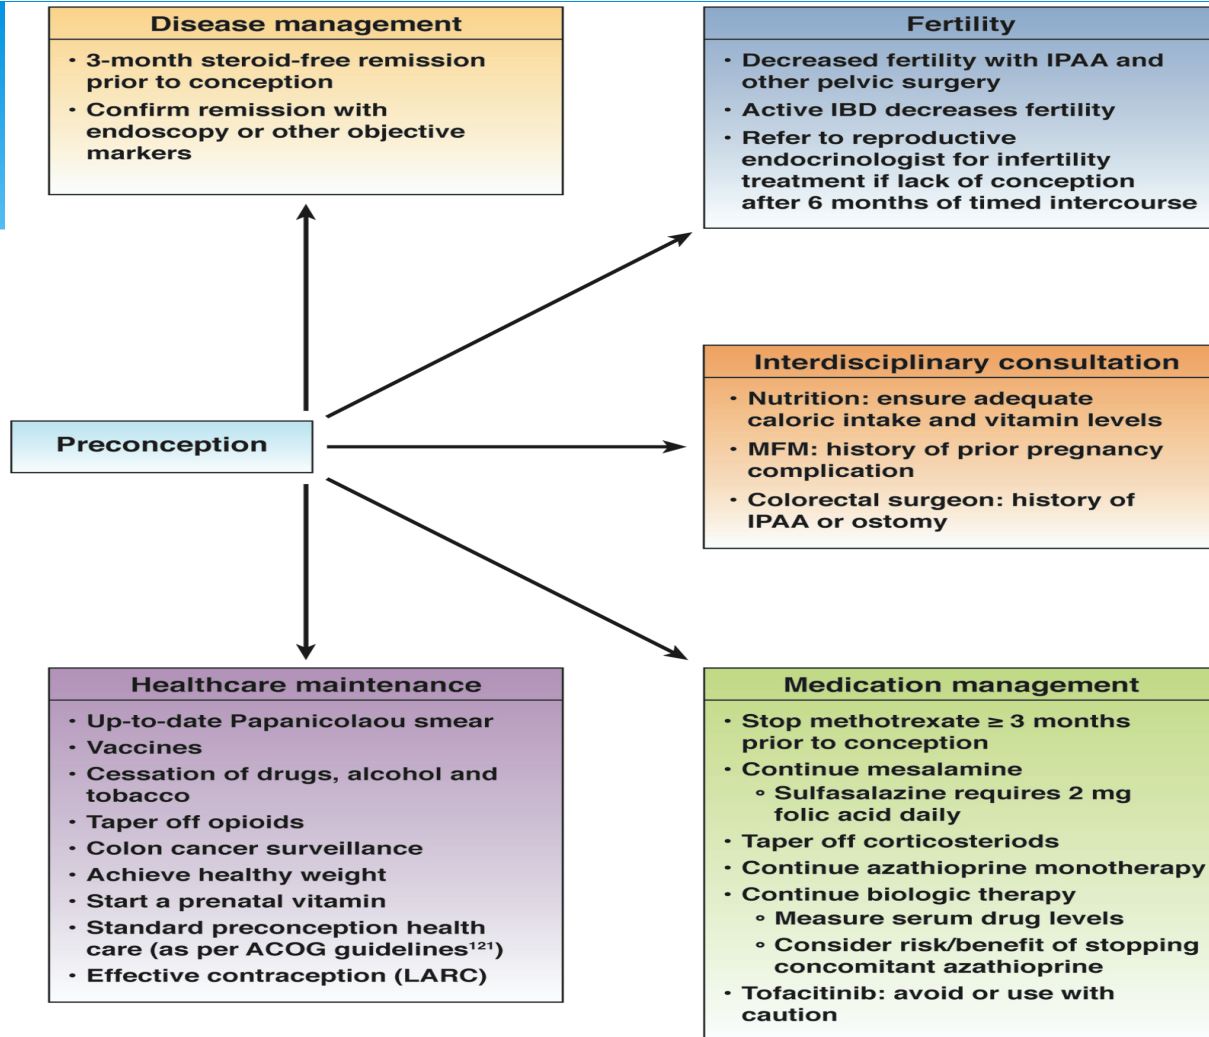 Disease management
• 3-month steroid-free remission
prior to conception
• Confirm remission with
endoscopy or other objective
markers
Fertility
• Decreased fertility with IPAA and
other pelvic surgery
• Active IBD decreases fertility
• Refer to reproductive
endocrinologist for infertility
treatment if lack of conception
after 6 months of timed intercourse
Preconception
Interdisciplinary consultation
• Nutrition: ensure adequate
caloric intake and vitamin levels
• MFM: history of prior pregnancy
complication
• Colorectal surgeon: history of
IPAA or ostomy
Healthcare maintenance
• Up-to-date Papanicolaou smear
• Vaccines
• Cessation of drugs, alcohol and
tobacco
• Taper off opioids
• Colon cancer surveillance
• Achieve healthy weight
• Start a prenatal vitamin
• Standard preconception health
care (as per ACOG guidelines¹²¹)
• Effective contraception (LARC)
Medication management
• Stop methotrexate ≥ 3 months
prior to conception
• Continue mesalamine
∘ Sulfasalazine requires 2 mg
folic acid daily
• Taper off corticosteriods
• Continue azathioprine monotherapy
• Continue biologic therapy
∘ Measure serum drug levels
∘ Consider risk/benefit of stopping
concomitant azathioprine
• Tofacitinib: avoid or use with
caution